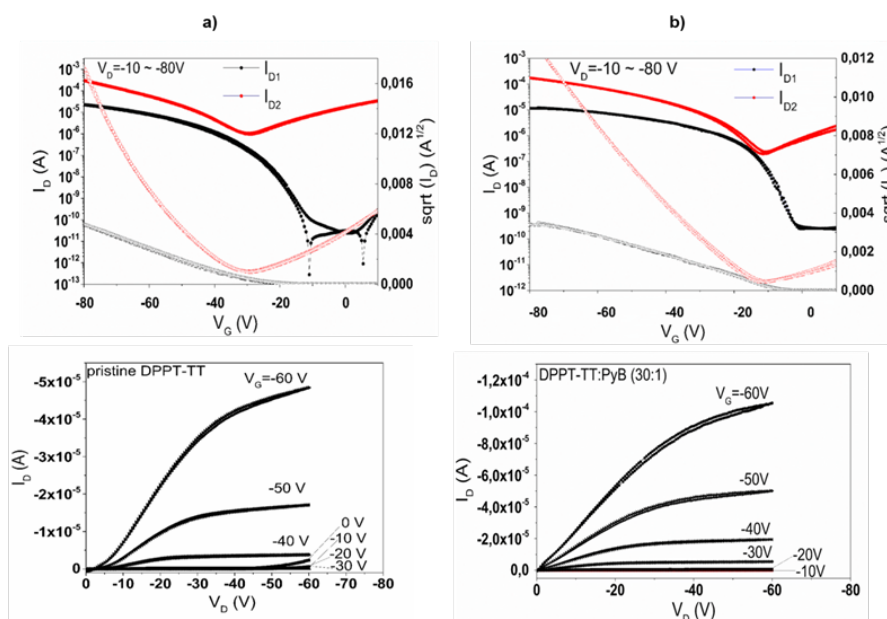 a)
V_D=-10 ~ -80V
I_D1
I_D2
10^-3
10^-4
10^-5
10^-6
10^-7
10^-8
10^-9
10^-10
10^-11
10^-12
10^-13
I_D (A)
0,016
0,012
0,008
0,004
0,000
sqrt (I_D) (A^1/2)
-80 -60 -40 -20 0
V_G (V)
b)
V_D=-10 ~ -80 V
I_D1
I_D2
10^-3
10^-4
10^-5
10^-6
10^-7
10^-8
10^-9
10^-10
10^-11
10^-12
I_D (A)
0,012
0,010
0,008
0,006
0,004
0,002
0,000
-80 -60 -40 -20 0
V_G (V)
pristine DPPT-TT
V_G=-60 V
-50 V
-40 V
0 V
-10 V
-20 V
-30 V
-5x10^-5
-4x10^-5
-3x10^-5
-2x10^-5
-1x10^-5
0
I_D (A)
0 -10 -20 -30 -40 -50 -60 -70 -80
V_D (V)
DPPT-TT:PyB (30:1)
V_G=-60V
-50V
-40V
-30V
-20V
-10V
-1,2x10^-4
-1,0x10^-4
-8,0x10^-5
-6,0x10^-5
-4,0x10^-5
-2,0x10^-5
0,0
I_D (A)
0 -20 -40 -60 -80
V_D (V)